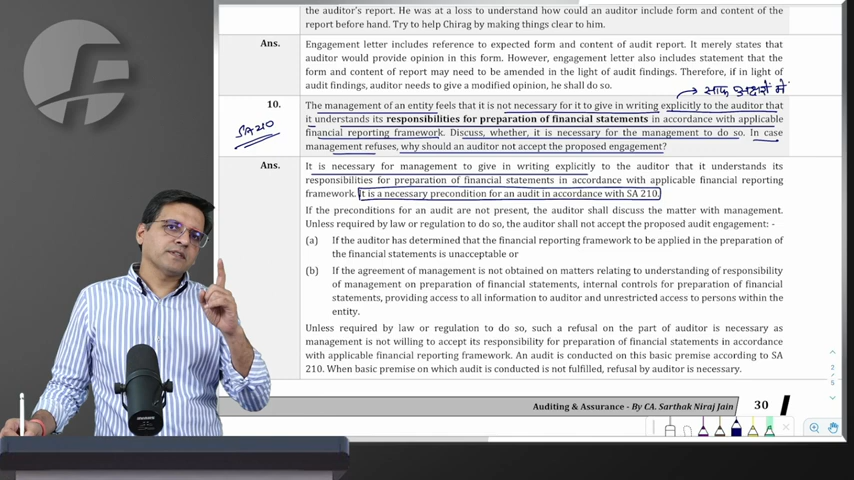 the auditor's report. He was at a loss to understand how could an auditor include form and content of the
report before hand. Try to help Chirag by making things clear to him.
Ans.
Engagement letter includes reference to expected form and content of audit report. It merely states that
auditor would provide opinion in this form. However, engagement letter also includes statement that the
form and content of report may need to be amended in the light of audit findings. Therefore, if in light of
audit findings, auditor needs to give a modified opinion, he shall do so.
→ साफ अक्षरों में
10.
SA 210
The management of an entity feels that it is not necessary for it to give in writing explicitly to the auditor that
it understands its responsibilities for preparation of financial statements in accordance with applicable
financial reporting framework. Discuss, whether, it is necessary for the management to do so. In case
management refuses, why should an auditor not accept the proposed engagement?
Ans.
It is necessary for management to give in writing explicitly to the auditor that it understands its
responsibilities for preparation of financial statements in accordance with applicable financial reporting
framework. It is a necessary precondition for an audit in accordance with SA 210.
If the preconditions for an audit are not present, the auditor shall discuss the matter with management.
Unless required by law or regulation to do so, the auditor shall not accept the proposed audit engagement: -
(a) If the auditor has determined that the financial reporting framework to be applied in the preparation of
the financial statements is unacceptable or
(b) If the agreement of management is not obtained on matters relating to understanding of responsibility
of management on preparation of financial statements, internal controls for preparation of financial
statements, providing access to all information to auditor and unrestricted access to persons within the
entity.
Unless required by law or regulation to do so, such a refusal on the part of auditor is necessary as
management is not willing to accept its responsibility for preparation of financial statements in accordance
with applicable financial reporting framework. An audit is conducted on this basic premise according to SA
210. When basic premise on which audit is conducted is not fulfilled, refusal by auditor is necessary.
Auditing & Assurance - By CA. Sarthak Niraj Jain 30
2
/
5